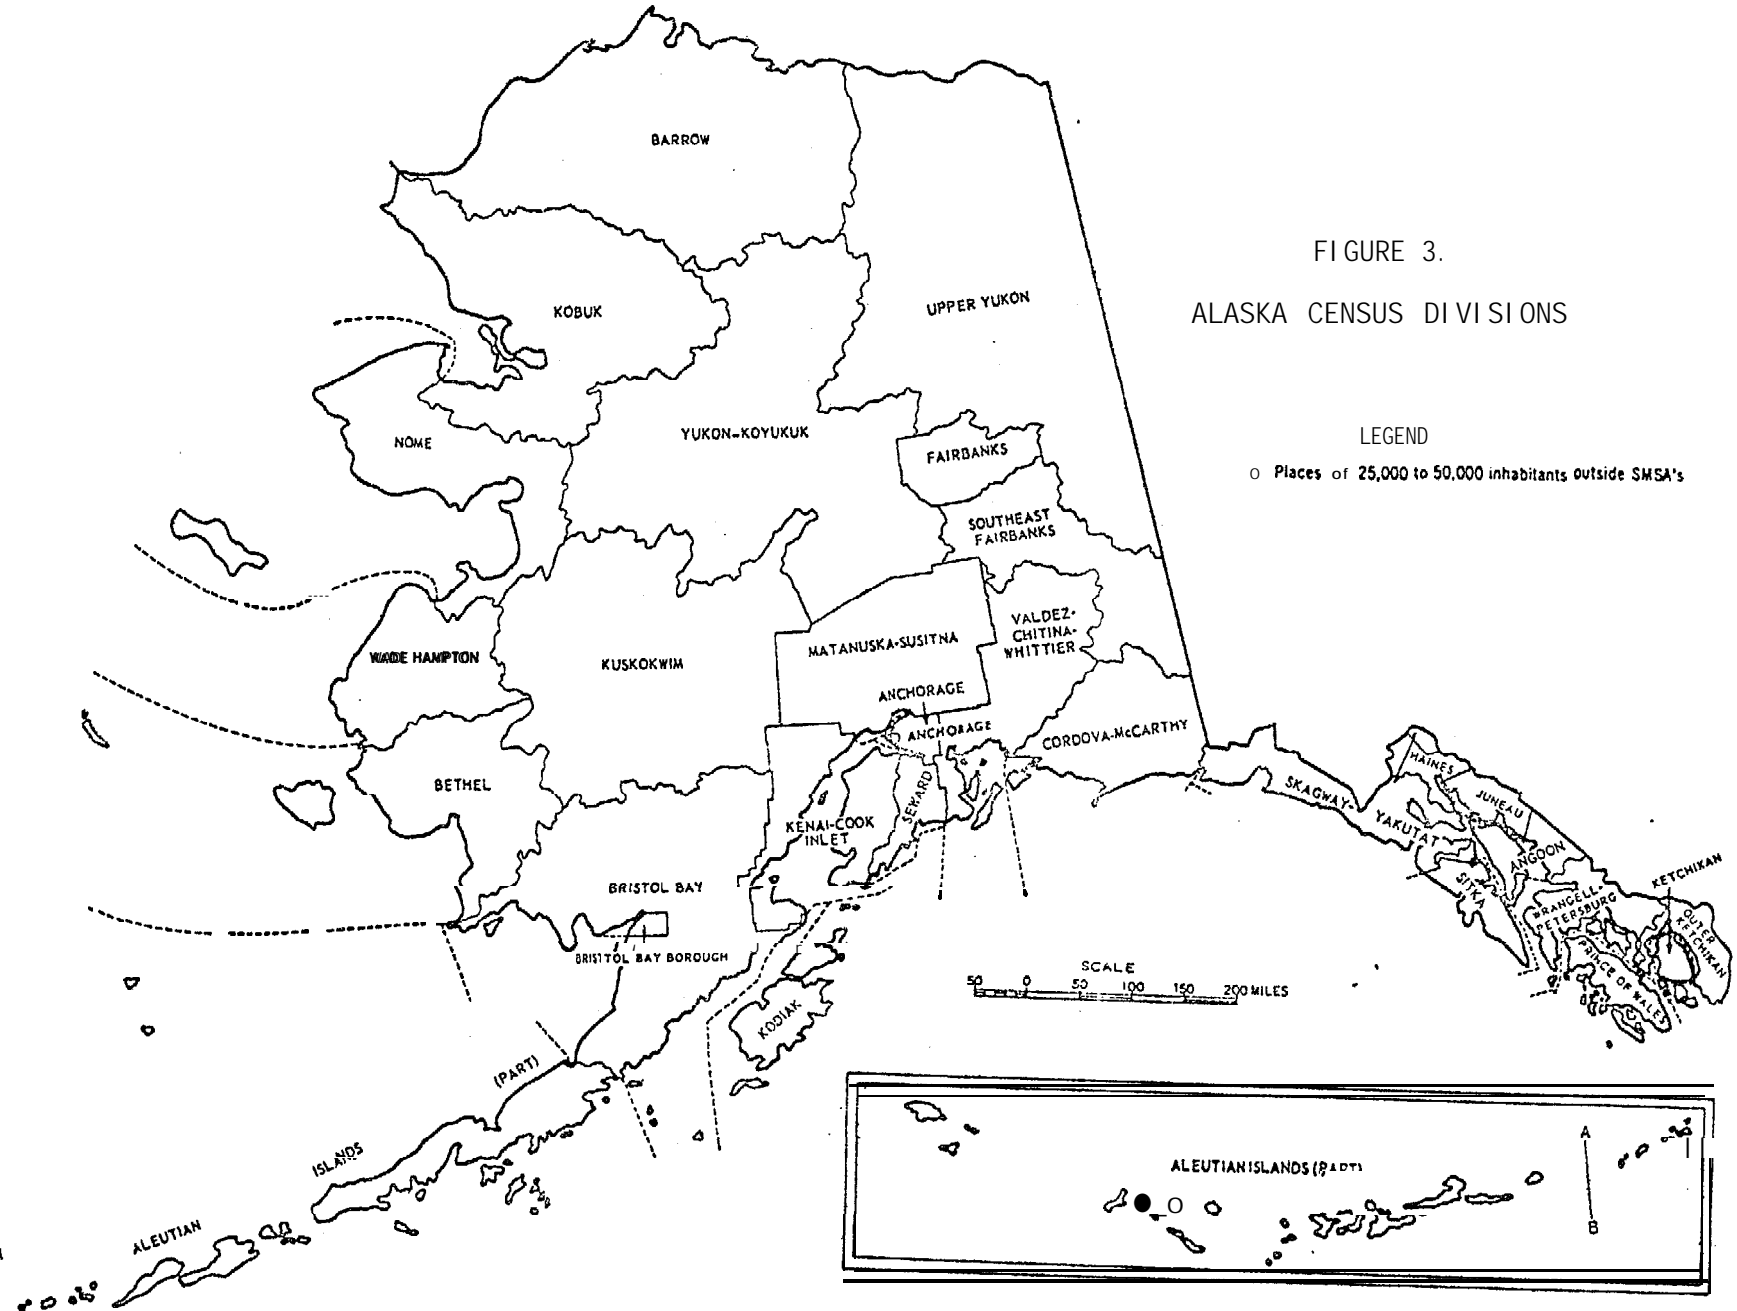 BARROW
FIGURE 3.
ALASKA CENSUS DIVISIONS
KOBUK
UPPER YUKON
LEGEND
O Places of 25,000 to 50,000 inhabitants outside SMSA's
NOME
YUKON-KOYUKUK
FAIRBANKS
SOUTHEAST
FAIRBANKS
WADE HAMPTON
KUSKOKWIM
MATANUSKA-SUSITNA
VALDEZ-
CHITINA-
WHITTIER
ANCHORAGE
ANCHORAGE
CORDOVA-McCARTHY
BETHEL
SEWARD
KENAI-COOK
INLET
SKAGWAY-
YAKUTAT
HAINES
JUNEAU
ANGOON
SITKA
WRANGELL-
PETERSBURG
KETCHIKAN
OUTER
KETCHIKAN
PRINCE OF WALES
BRISTOL BAY
BRISTOL BAY BOROUGH
KODIAK
SCALE
50 0 50 100 150 200 MILES
(PART)
ISLANDS
ALEUTIAN
ALEUTIAN ISLANDS (PART)
A
B